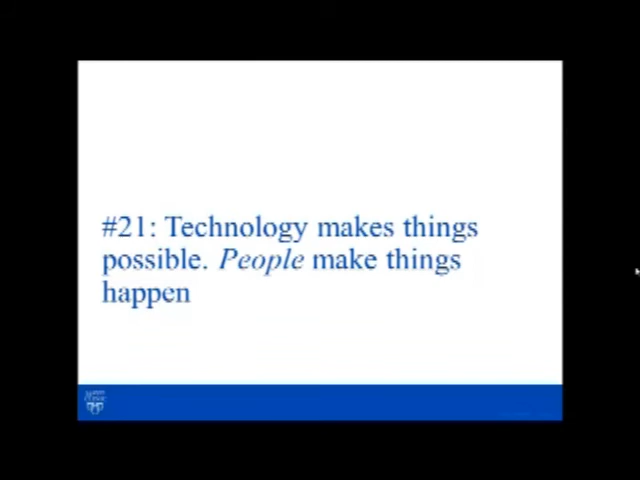 #21: Technology makes things
possible. People make things
happen